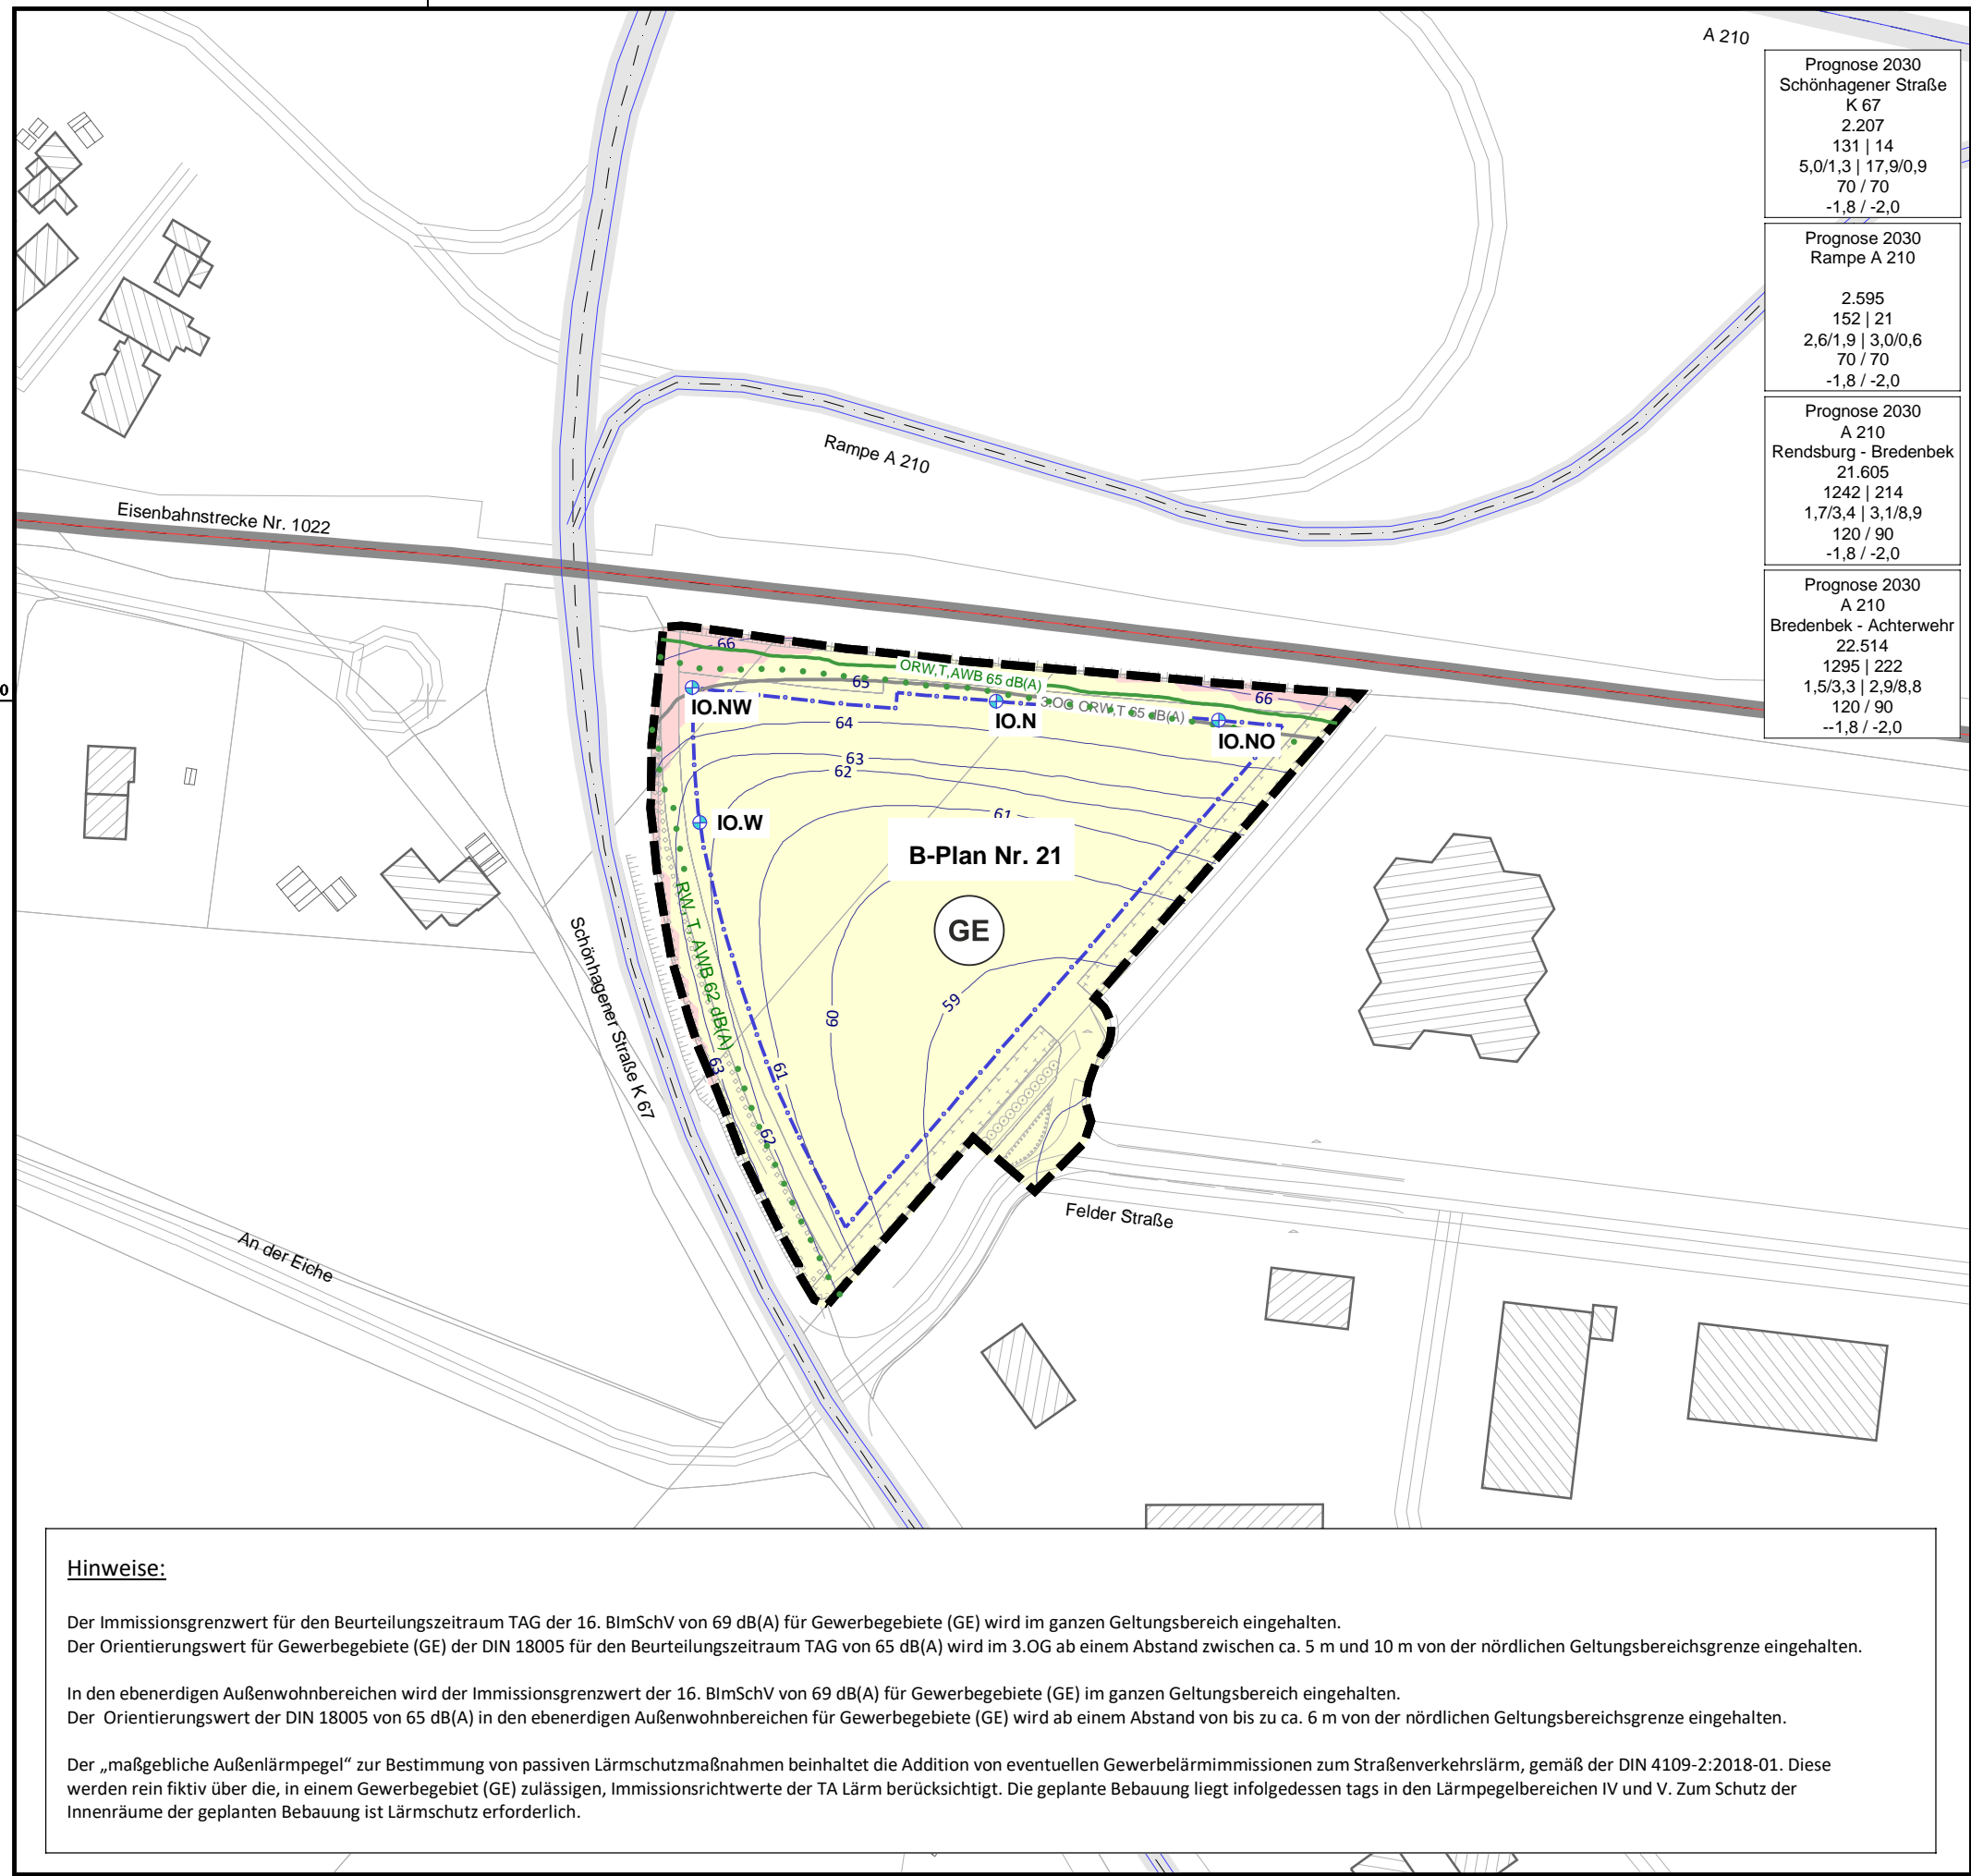 A 210
Prognose 2030
Schönhagener Straße
K 67
2.207
131 | 14
5,0/1,3 | 17,9/0,9
70 / 70
-1,8 / -2,0
Prognose 2030
Rampe A 210
2.595
152 | 21
2,6/1,9 | 3,0/0,6
70 / 70
-1,8 / -2,0
Prognose 2030
A 210
Rendsburg - Bredenbek
21.605
1242 | 214
1,7/3,4 | 3,1/8,9
120 / 90
-1,8 / -2,0
Prognose 2030
A 210
Bredenbek - Achterwehr
22.514
1295 | 222
1,5/3,3 | 2,9/8,8
120 / 90
--1,8 / -2,0
Rampe A 210
Eisenbahnstrecke Nr. 1022
66
ORW,T,AWB 65 dB(A)
65
66
0
IO.NW
3.OG ORW,T 65 dB(A)
IO.N
64
IO.NO
63
62
61
IO.W
B-Plan Nr. 21
GE
RW, T, AWB 62 dB(A)
Schönhagener Straße K 67
59
60
63
61
62
Felder Straße
An der Eiche
Hinweise:
Der Immissionsgrenzwert für den Beurteilungszeitraum TAG der 16. BImSchV von 69 dB(A) für Gewerbegebiete (GE) wird im ganzen Geltungsbereich eingehalten.
Der Orientierungswert für Gewerbegebiete (GE) der DIN 18005 für den Beurteilungszeitraum TAG von 65 dB(A) wird im 3.OG ab einem Abstand zwischen ca. 5 m und 10 m von der nördlichen Geltungsbereichsgrenze eingehalten.
In den ebenerdigen Außenwohnbereichen wird der Immissionsgrenzwert der 16. BImSchV von 69 dB(A) für Gewerbegebiete (GE) im ganzen Geltungsbereich eingehalten.
Der Orientierungswert der DIN 18005 von 65 dB(A) in den ebenerdigen Außenwohnbereichen für Gewerbegebiete (GE) wird ab einem Abstand von bis zu ca. 6 m von der nördlichen Geltungsbereichsgrenze eingehalten.
Der „maßgebliche Außenlärmpegel“ zur Bestimmung von passiven Lärmschutzmaßnahmen beinhaltet die Addition von eventuellen Gewerbelärmimmissionen zum Straßenverkehrslärm, gemäß der DIN 4109-2:2018-01. Diese
werden rein fiktiv über die, in einem Gewerbegebiet (GE) zulässigen, Immissionsrichtwerte der TA Lärm berücksichtigt. Die geplante Bebauung liegt infolgedessen tags in den Lärmpegelbereichen IV und V. Zum Schutz der
Innenräume der geplanten Bebauung ist Lärmschutz erforderlich.